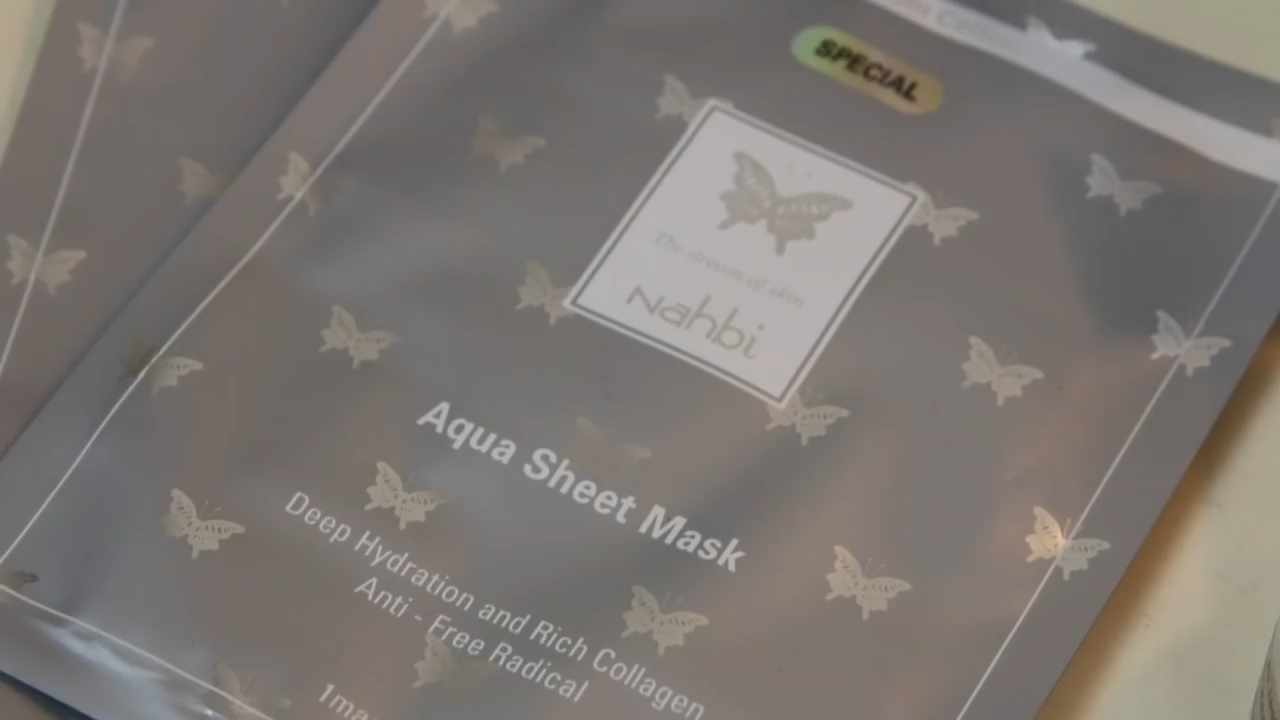 SPECIAL
The dream of skin
Nahbi
Aqua Sheet Mask
Deep Hydration and Rich Collagen
Anti - Free Radical